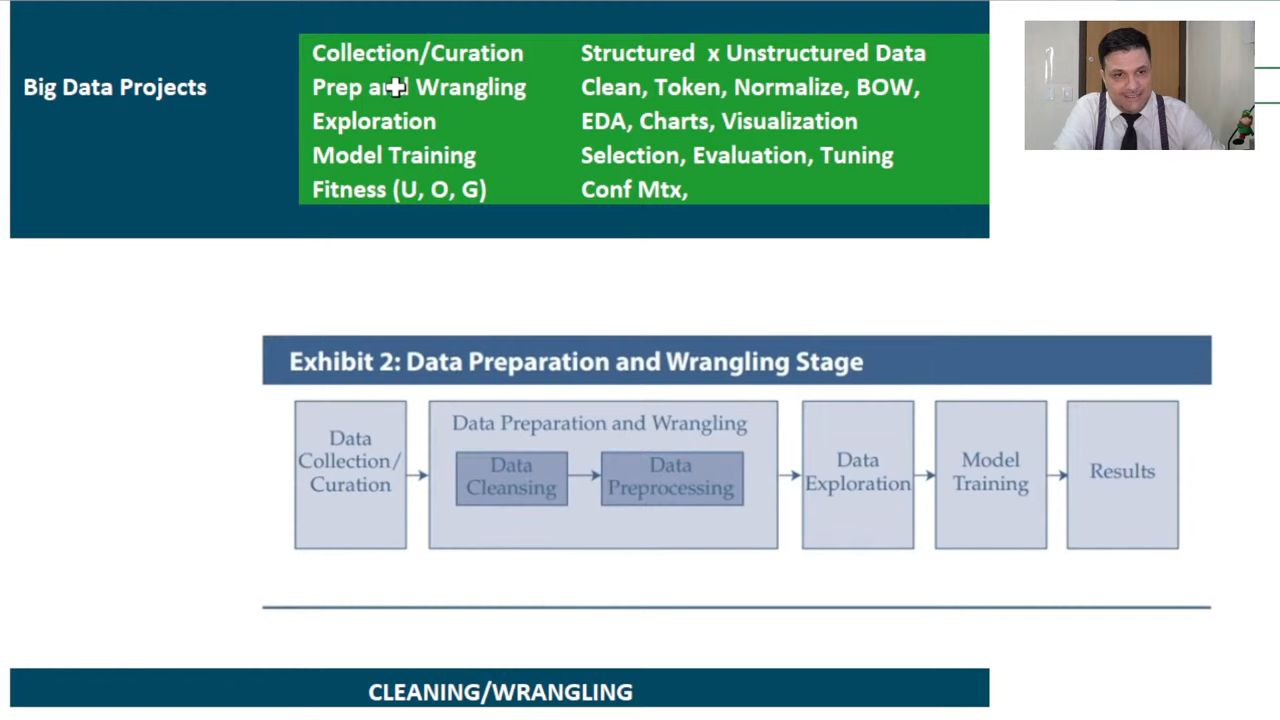 Big Data Projects
Collection/Curation Structured x Unstructured Data
Prep and Wrangling Clean, Token, Normalize, BOW,
Exploration EDA, Charts, Visualization
Model Training Selection, Evaluation, Tuning
Fitness (U, O, G) Conf Mtx,
Exhibit 2: Data Preparation and Wrangling Stage
Data
Collection/
Curation
Data Preparation and Wrangling
Data
Cleansing
Data
Preprocessing
Data
Exploration
Model
Training
Results
CLEANING/WRANGLING